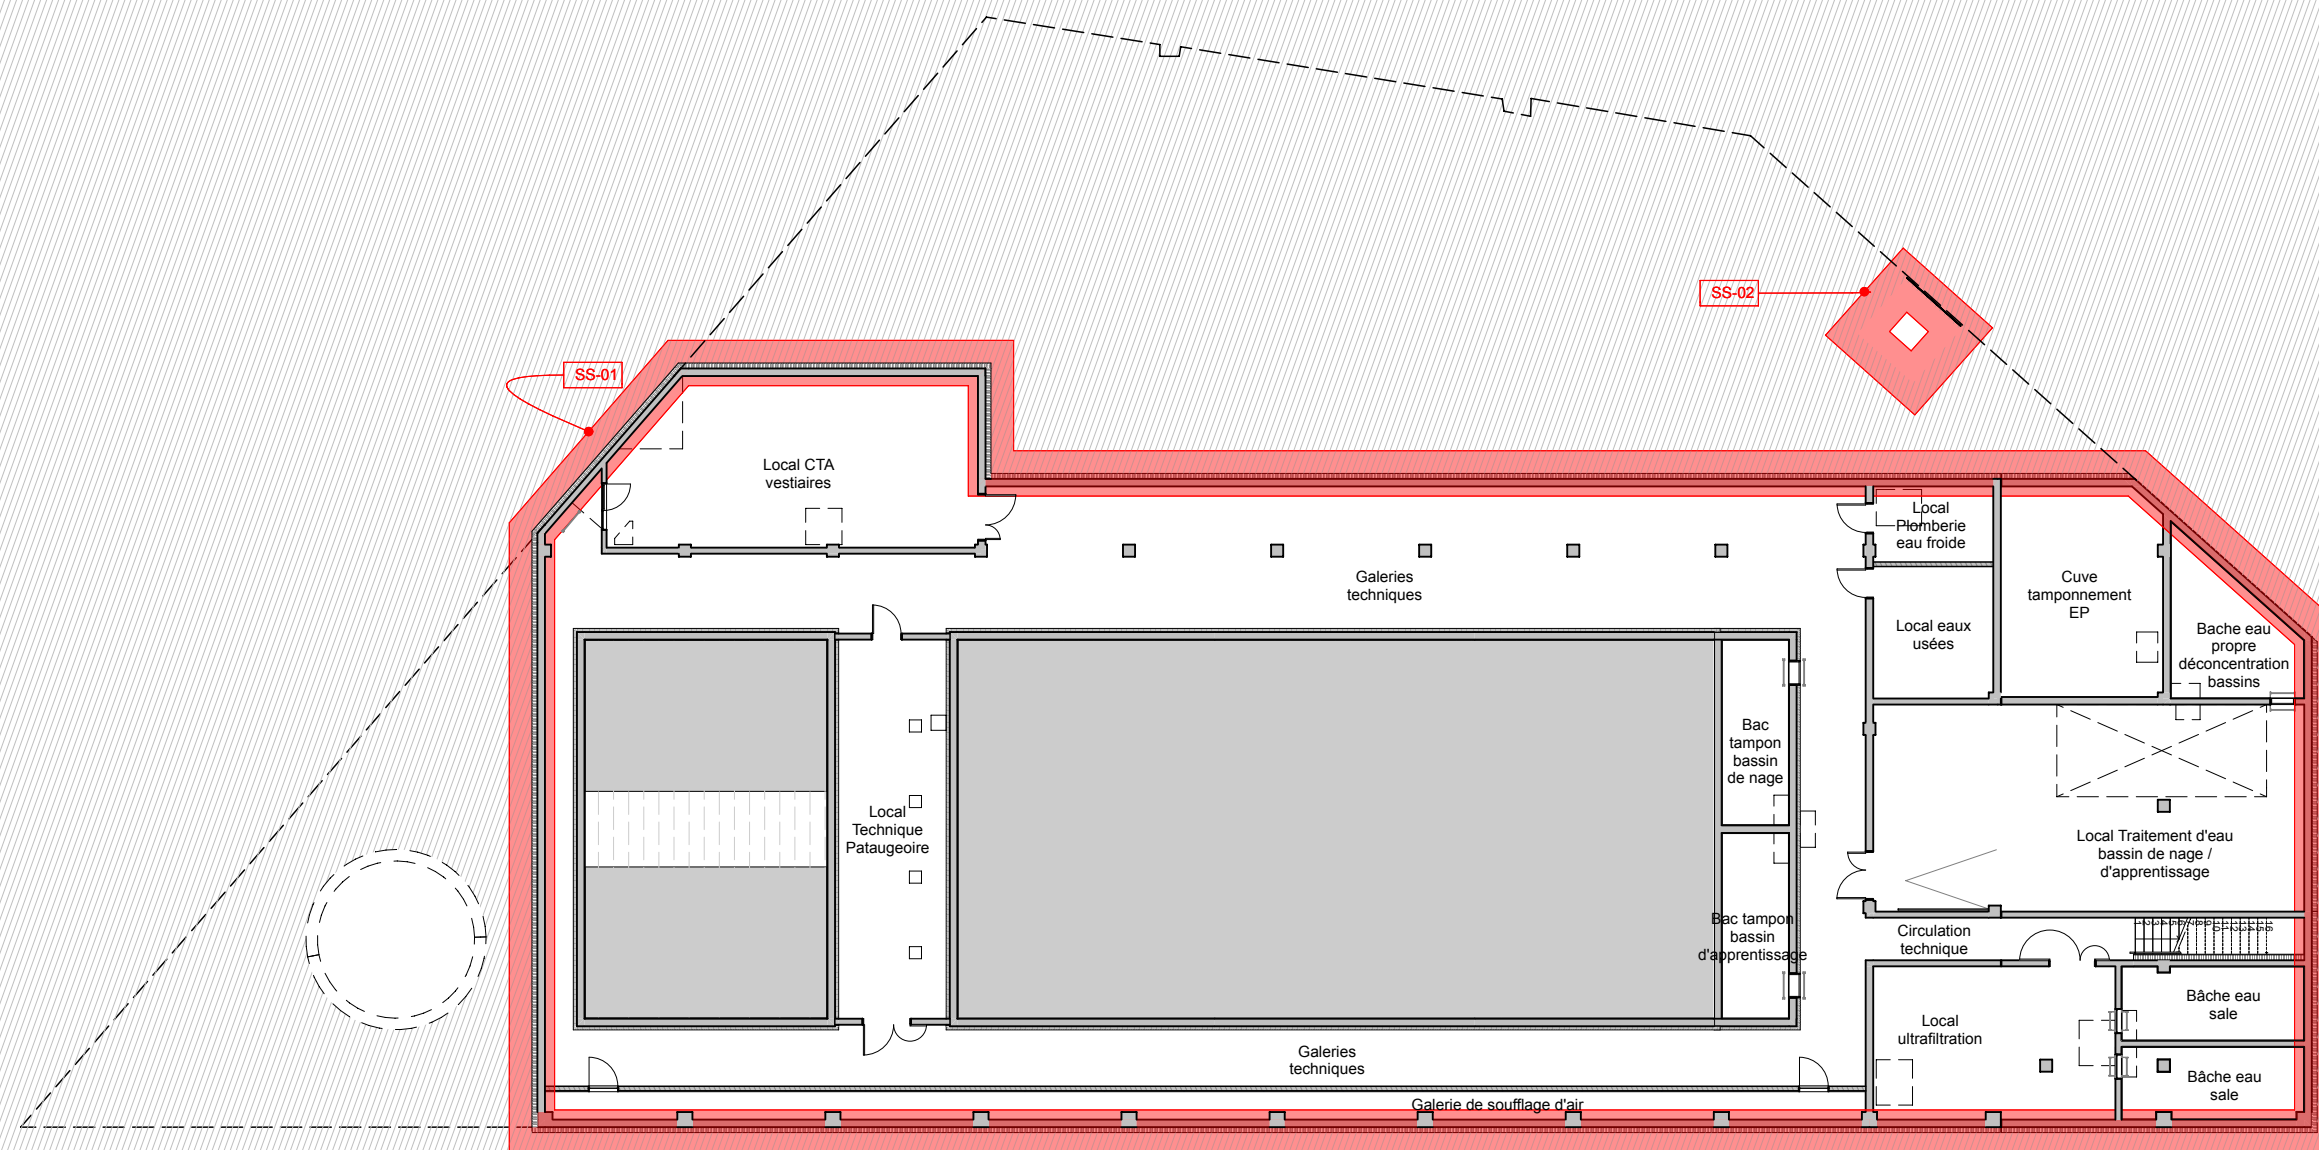 SS-02
SS-01
Local CTA
vestiaires
Local
Plomberie
eau froide
Galeries
techniques
Cuve
tamponnement
EP
Local eaux
usées
Bache eau
propre
déconcentration
bassins
Bac
tampon
bassin
de nage
Local
Technique
Pataugeoire
Local Traitement d'eau
bassin de nage /
d'apprentissage
Bac tampon
bassin
d'apprentissage
Circulation
technique
Bâche eau
sale
Local
ultrafiltration
Galeries
techniques
Bâche eau
sale
Galerie de soufflage d'air